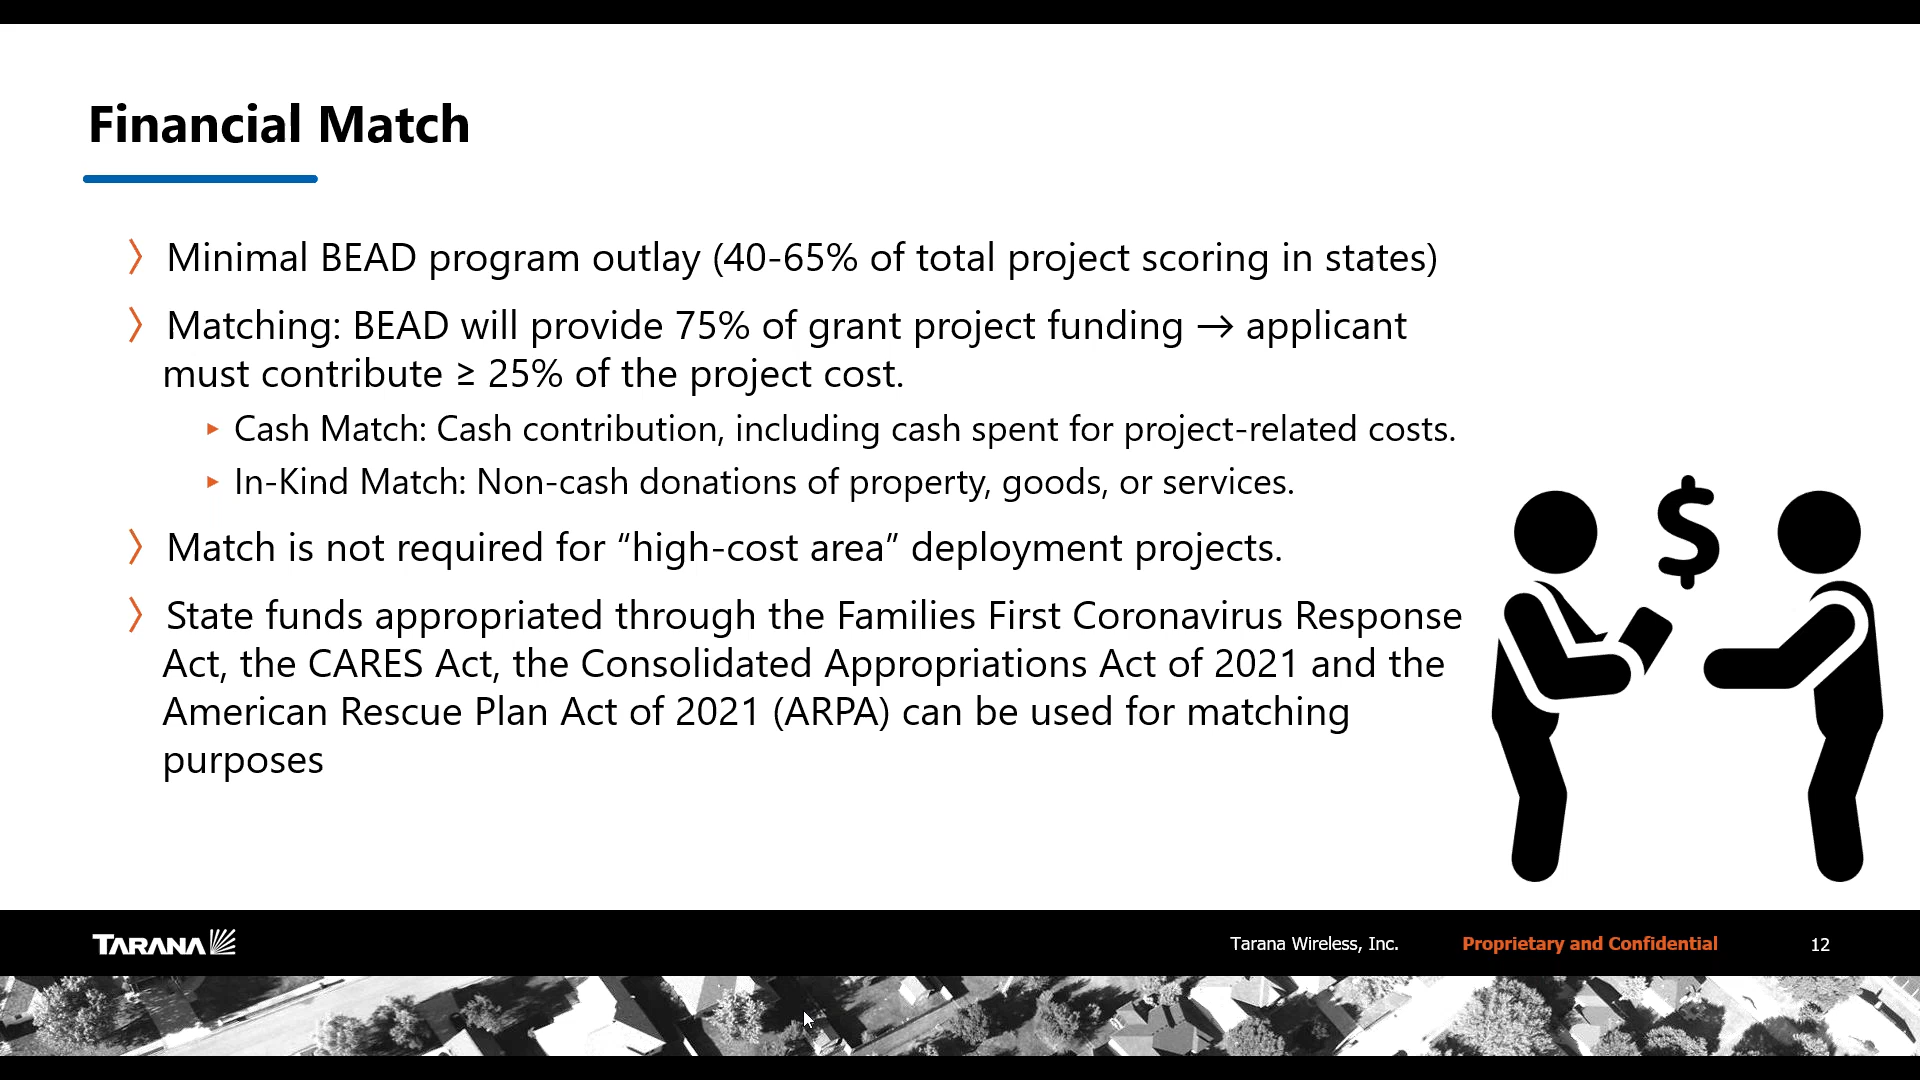 Financial Match
〉 Minimal BEAD program outlay (40-65% of total project scoring in states)
〉 Matching: BEAD will provide 75% of grant project funding → applicant
must contribute ≥ 25% of the project cost.
▸ Cash Match: Cash contribution, including cash spent for project-related costs.
▸ In-Kind Match: Non-cash donations of property, goods, or services.
〉 Match is not required for “high-cost area” deployment projects.
〉 State funds appropriated through the Families First Coronavirus Response
Act, the CARES Act, the Consolidated Appropriations Act of 2021 and the
American Rescue Plan Act of 2021 (ARPA) can be used for matching
purposes
$
TARANA
Tarana Wireless, Inc.
Proprietary and Confidential
12